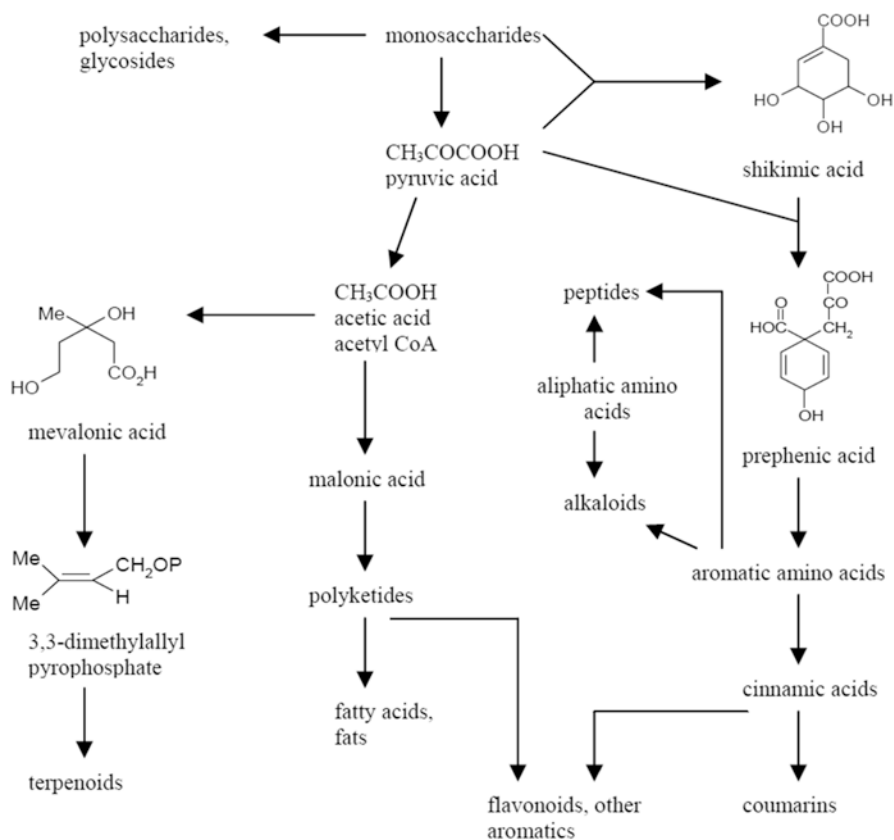 polysaccharides,
glycosides
monosaccharides
COOH
HO
OH
OH
shikimic acid
CH₃COCOOH
pyruvic acid
CH₃COOH
acetic acid
acetyl CoA
Me
OH
HO
CO₂H
mevalonic acid
peptides
aliphatic amino
acids
alkaloids
COOH
O
CO
HO
CH₂
OH
prephenic acid
malonic acid
Me
CH₂OP
Me
H
3,3-dimethylallyl
pyrophosphate
polyketides
aromatic amino acids
cinnamic acids
fatty acids,
fats
terpenoids
flavonoids, other
aromatics
coumarins